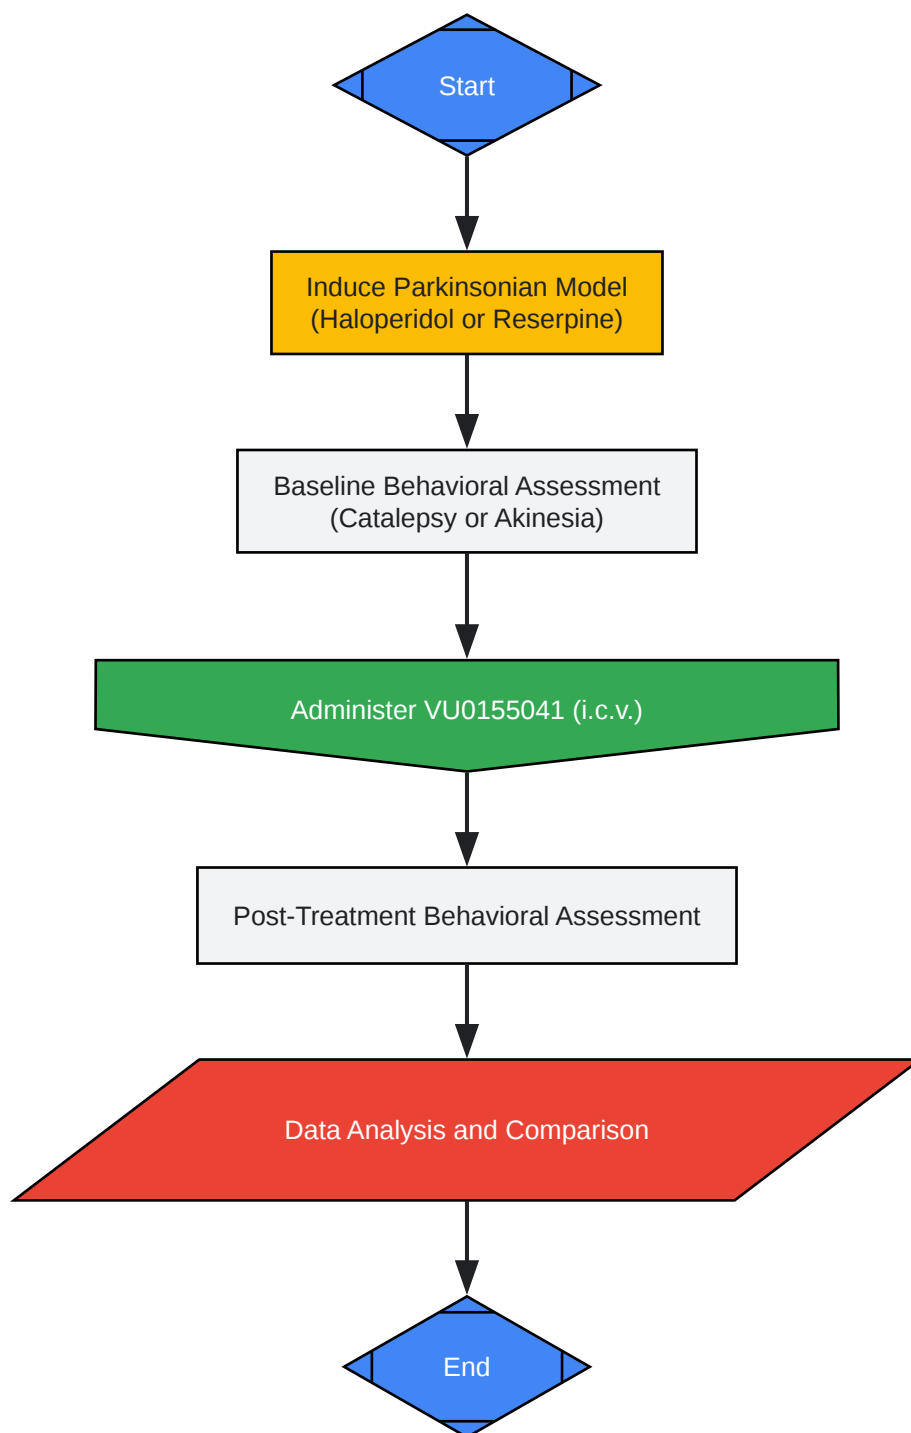 Start
Induce Parkinsonian Model
(Haloperidol or Reserpine)
Baseline Behavioral Assessment
(Catalepsy or Akinesia)
Administer VU0155041 (i.c.v.)
Post-Treatment Behavioral Assessment
Data Analysis and Comparison
End